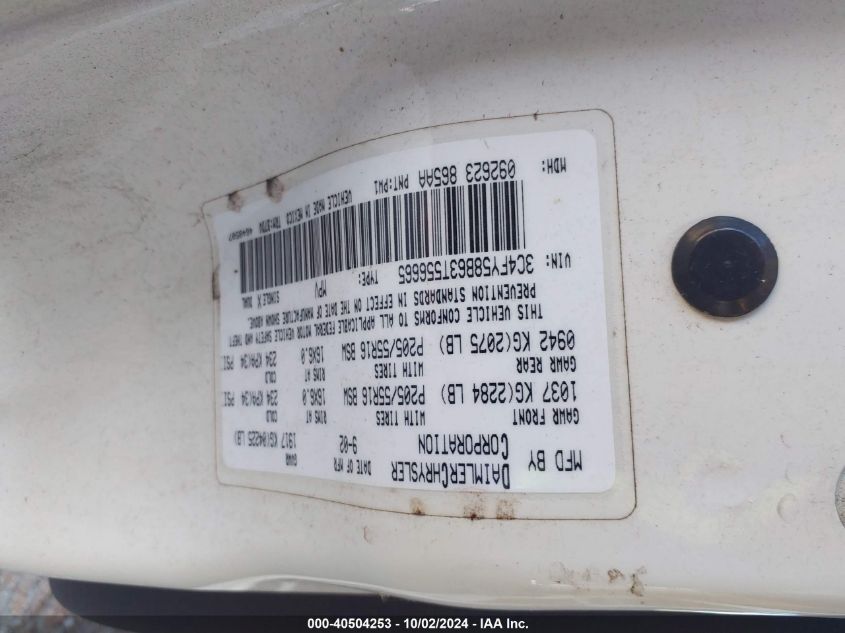 MFD BY DAIMLERCHRYSLER CORPORATION
DATE OF MFR 9-02
GVWR 1917 KG(04225 LB)
GAWR FRONT 1037 KG(2284 LB)
WITH TIRES P205/55R16 BSW
RIMS AT 16X6.0
COLD 234 KPA(34 PSI)
GAWR REAR 0942 KG(2075 LB)
WITH TIRES P205/55R16 BSW
RIMS AT 16X6.0
COLD 234 KPA(34 PSI)
THIS VEHICLE CONFORMS TO ALL APPLICABLE FEDERAL MOTOR VEHICLE SAFETY AND THEFT
PREVENTION STANDARDS IN EFFECT ON THE DATE OF MANUFACTURE SHOWN ABOVE.
VIN: 3C4FY58B63T556665
TYPE: MPV
SINGLE X DUAL
MDH: 092623 865AA PNT:PW1
VEHICLE MADE IN MEXICO
4648507
000-40504253 - 10/02/2024 - IAA Inc.